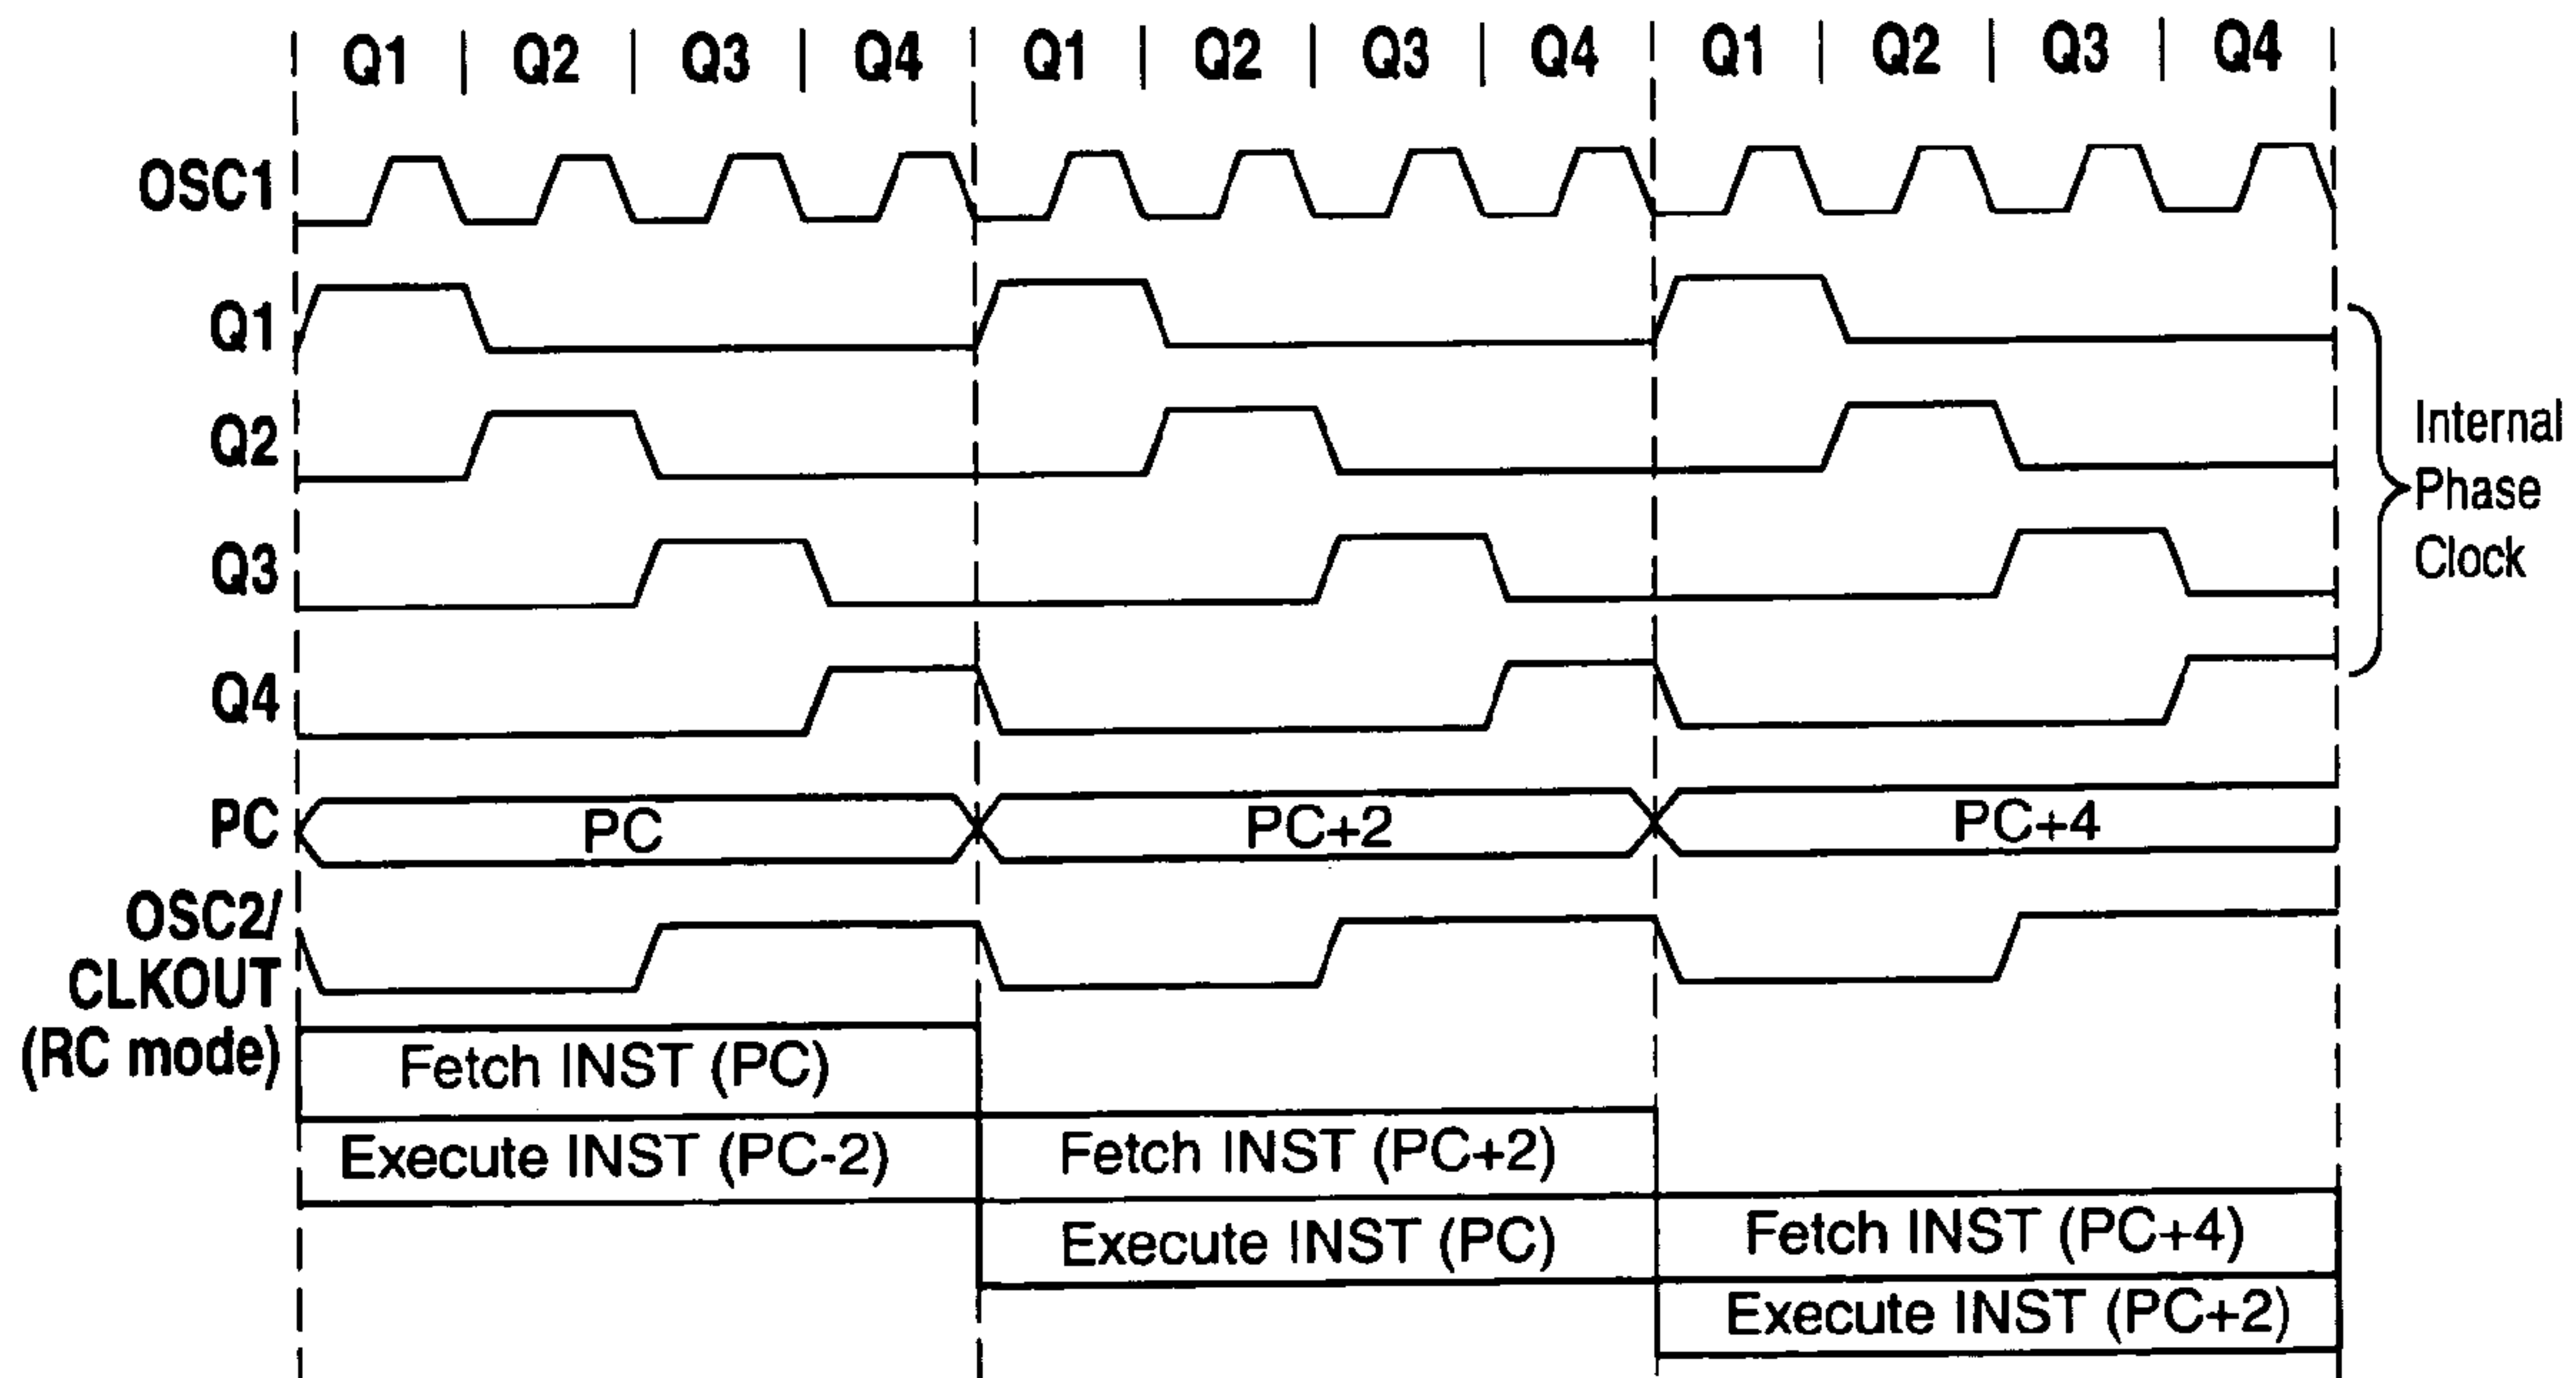 Q1 | Q2 | Q3 | Q4 | Q1 | Q2 | Q3 | Q4 | Q1 | Q2 | Q3 | Q4
OSC1
Q1
Q2
Q3
Q4
Internal
Phase
Clock
PC
PC
PC+2
PC+4
OSC2/
CLKOUT
(RC mode)
Fetch INST (PC)
Execute INST (PC-2)
Fetch INST (PC+2)
Execute INST (PC)
Fetch INST (PC+4)
Execute INST (PC+2)